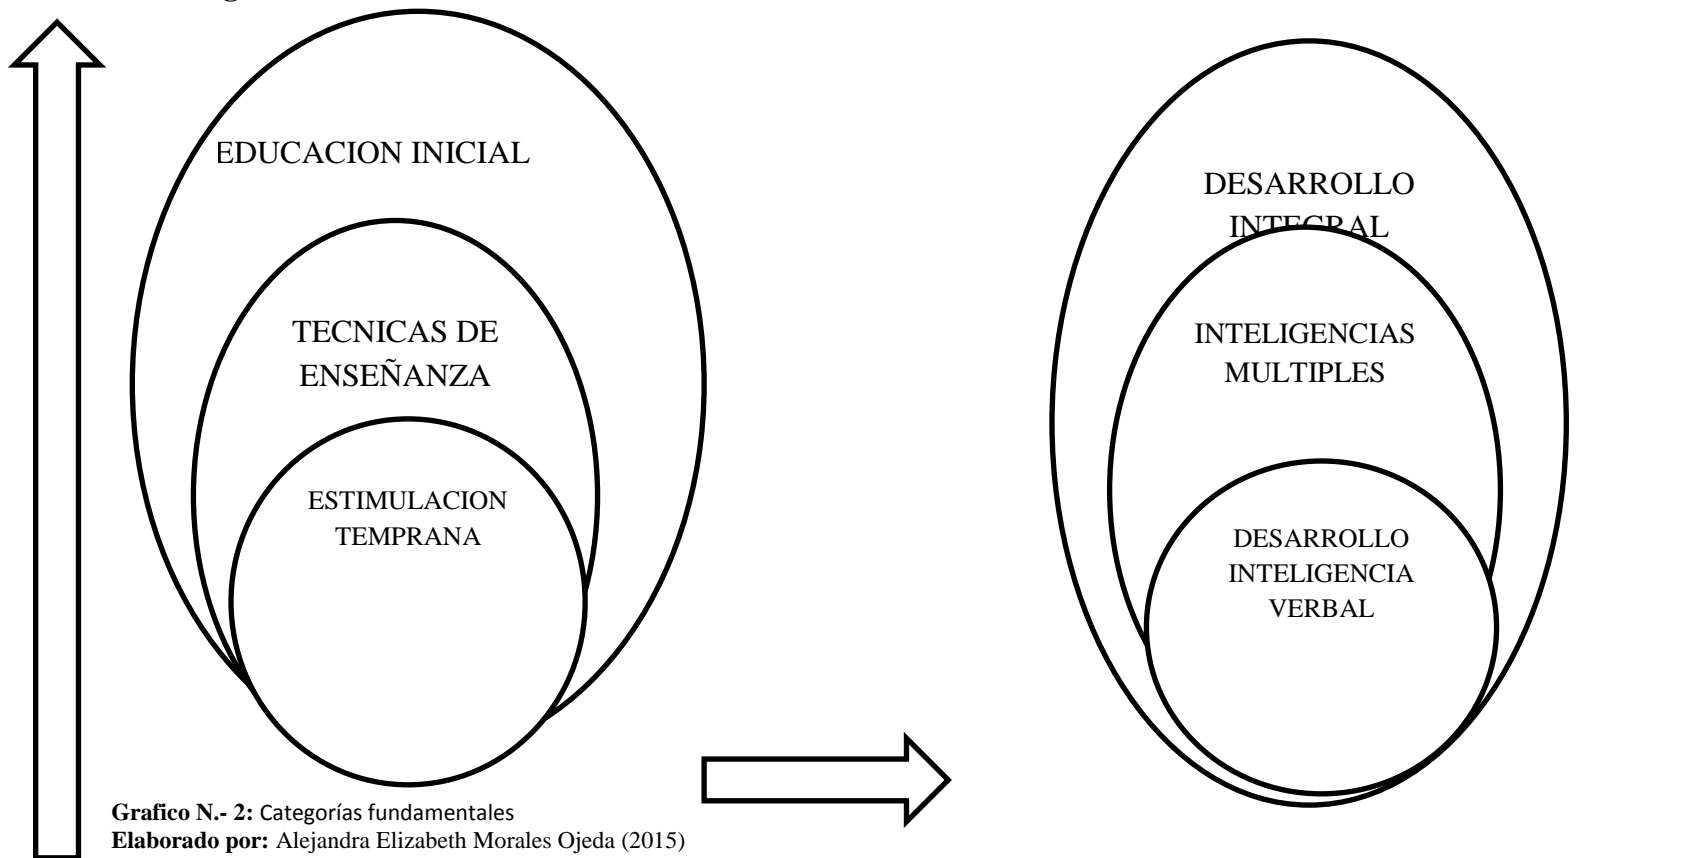 EDUCACION INICIAL
TECNICAS DE
ENSEÑANZA
ESTIMULACION
TEMPRANA
DESARROLLO
INTEGRAL
INTELIGENCIAS
MULTIPLES
DESARROLLO
INTELIGENCIA
VERBAL
Grafico N.- 2: Categorías fundamentales
Elaborado por: Alejandra Elizabeth Morales Ojeda (2015)